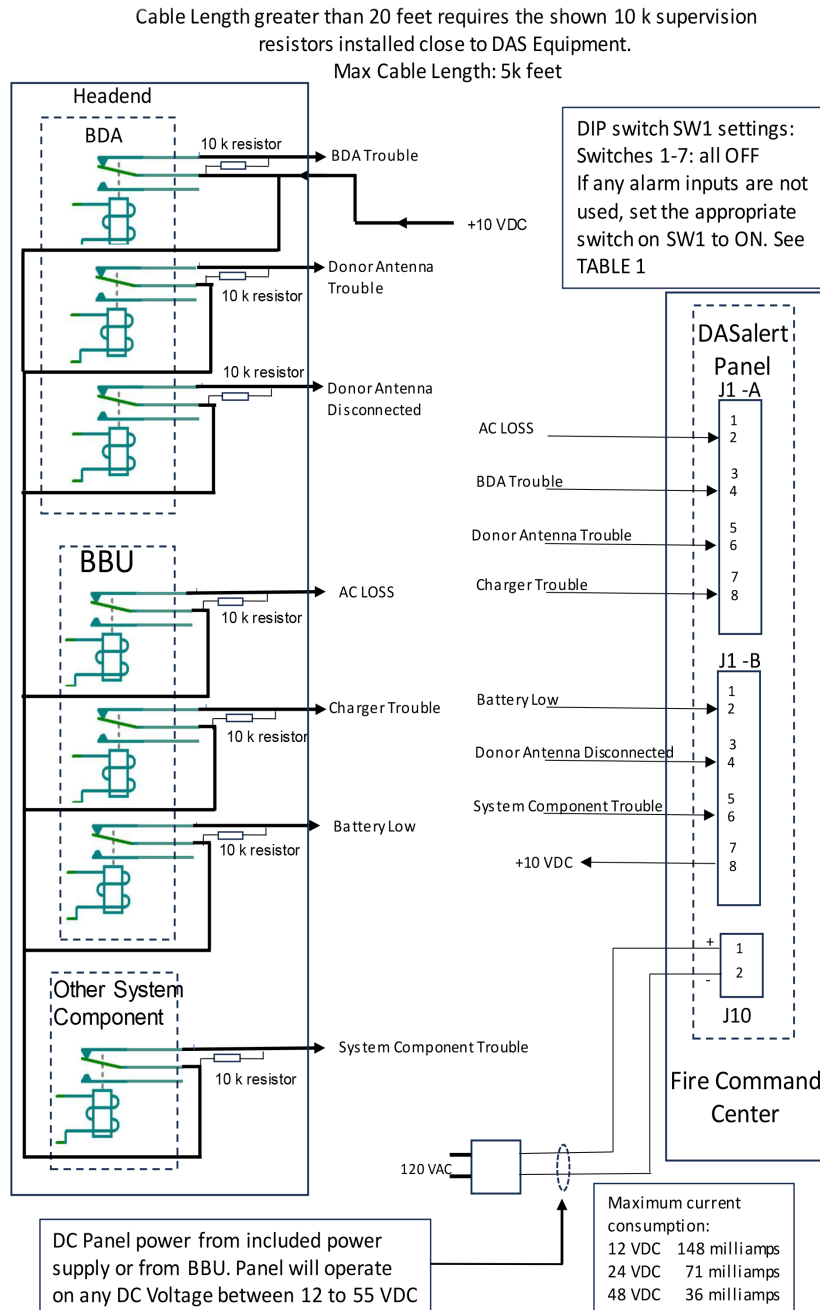 Cable Length greater than 20 feet requires the shown 10 k supervision
resistors installed close to DAS Equipment.
Max Cable Length: 5k feet
Headend
BDA
10 k resistor
BDA Trouble
+10 VDC
Donor Antenna
Trouble
10 k resistor
10 k resistor
Donor Antenna
Disconnected
BBU
AC LOSS
10 k resistor
Charger Trouble
10 k resistor
Battery Low
10 k resistor
Other System
Component
System Component Trouble
10 k resistor
DIP switch SW1 settings:
Switches 1-7: all OFF
If any alarm inputs are not
used, set the appropriate
switch on SW1 to ON. See
TABLE 1
DASalert
Panel
J1 -A
AC LOSS
1
2
BDA Trouble
3
4
Donor Antenna Trouble
5
6
Charger Trouble
7
8
J1 -B
Battery Low
1
2
Donor Antenna Disconnected
3
4
System Component Trouble
5
6
+10 VDC
7
8
+
1
-
2
J10
Fire Command
Center
120 VAC
DC Panel power from included power
supply or from BBU. Panel will operate
on any DC Voltage between 12 to 55 VDC
Maximum current
consumption:
12 VDC 148 milliamps
24 VDC 71 milliamps
48 VDC 36 milliamps